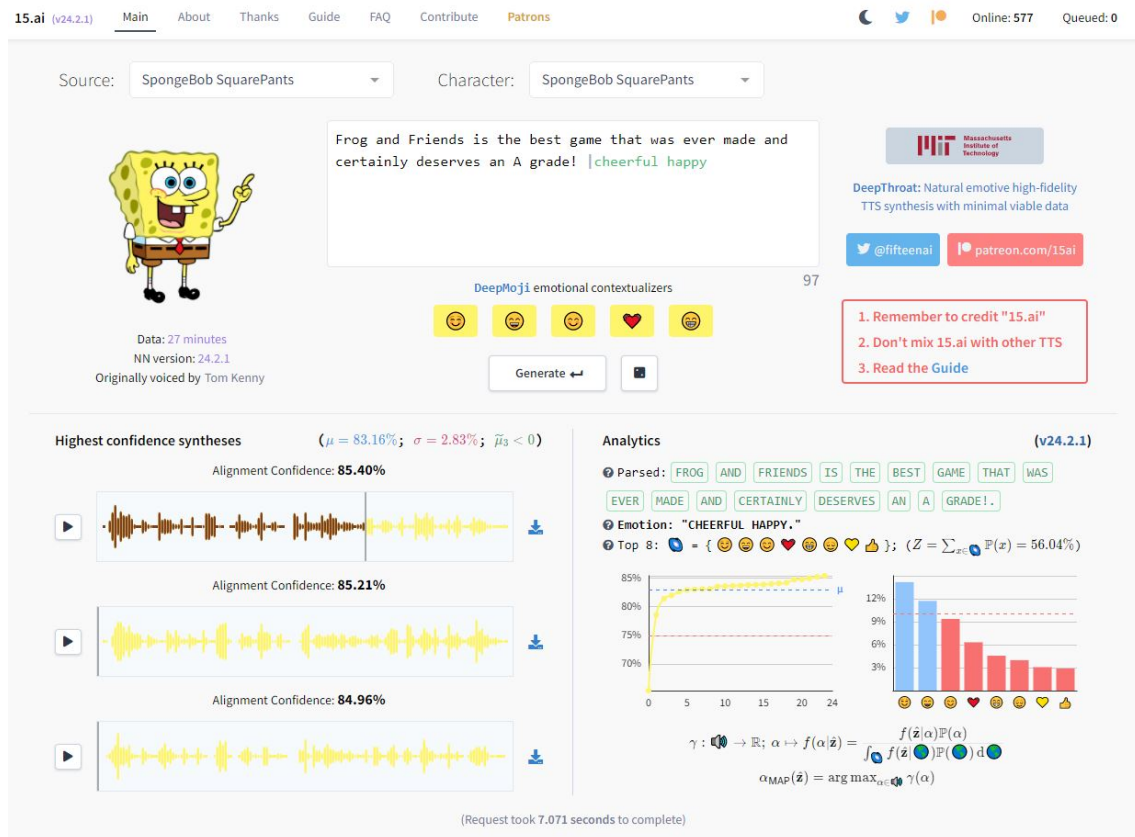 15.ai (v24.2.1) Main About Thanks Guide FAQ Contribute Patrons Online: 577 Queued: 0
Source: SpongeBob SquarePants Character: SpongeBob SquarePants
Frog and Friends is the best game that was ever made and
certainly deserves an A grade! |cheerful happy
97
DeepMoji emotional contextualizers
Generate
Data: 27 minutes
NN version: 24.2.1
Originally voiced by Tom Kenny
Massachusetts
Institute of
Technology
DeepThroat: Natural emotive high-fidelity
TTS synthesis with minimal viable data
@fifteenai patreon.com/15ai
1. Remember to credit "15.ai"
2. Don't mix 15.ai with other TTS
3. Read the Guide
Highest confidence syntheses (μ = 83.16%; σ = 2.83%; μ̃₃ < 0)
Alignment Confidence: 85.40%
Alignment Confidence: 85.21%
Alignment Confidence: 84.96%
Analytics (v24.2.1)
Parsed: FROG AND FRIENDS IS THE BEST GAME THAT WAS
EVER MADE AND CERTAINLY DESERVES AN A GRADE!.
Emotion: "CHEERFUL HAPPY."
Top 8: 🧿 = { 😊 😄 😊 ❤ 😁 😄 💛 👍 }; (Z = ∑ₓ∈ ℙ(x) = 56.04%)
85%
80%
75%
70%
μ
0 5 10 15 20 24
12%
9%
6%
3%
γ : 🔊 → ℝ; α ↦ f(α|ẑ) = f(ẑ|α)ℙ(α) / ∫ f(ẑ|🌎)ℙ(🌎) d🌎
α_MAP(ẑ) = arg max_α∈🔊 γ(α)
(Request took 7.071 seconds to complete)